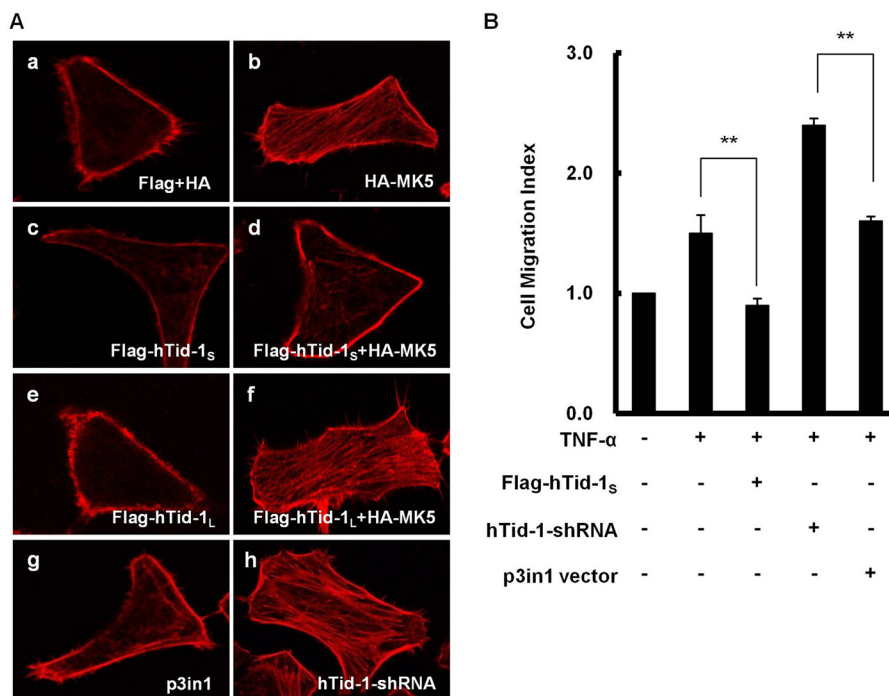 A
a
Flag+HA
b
HA-MK5
c
Flag-hTid-1S
d
Flag-hTid-1S+HA-MK5
e
Flag-hTid-1L
f
Flag-hTid-1L+HA-MK5
g
p3in1
h
hTid-1-shRNA
B
Cell Migration Index
3.0
2.0
1.0
0.0
**
**
TNF-α - + + + +
Flag-hTid-1S - - + - -
hTid-1-shRNA - - - + -
p3in1 vector - - - - +